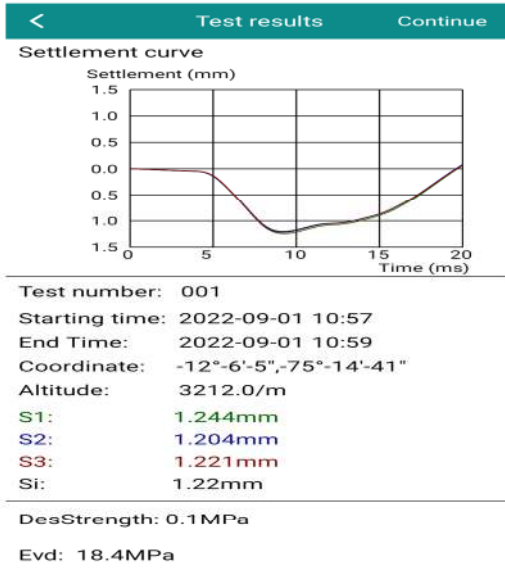 < Test results Continue
Settlement curve
Settlement (mm)
1.5
1.0
0.5
0.0
0.5
1.0
1.5
0 5 10 15 20
Time (ms)
Test number: 001
Starting time: 2022-09-01 10:57
End Time: 2022-09-01 10:59
Coordinate: -12°-6'-5",-75°-14'-41"
Altitude: 3212.0/m
S1: 1.244mm
S2: 1.204mm
S3: 1.221mm
Si: 1.22mm
DesStrength: 0.1MPa
Evd: 18.4MPa